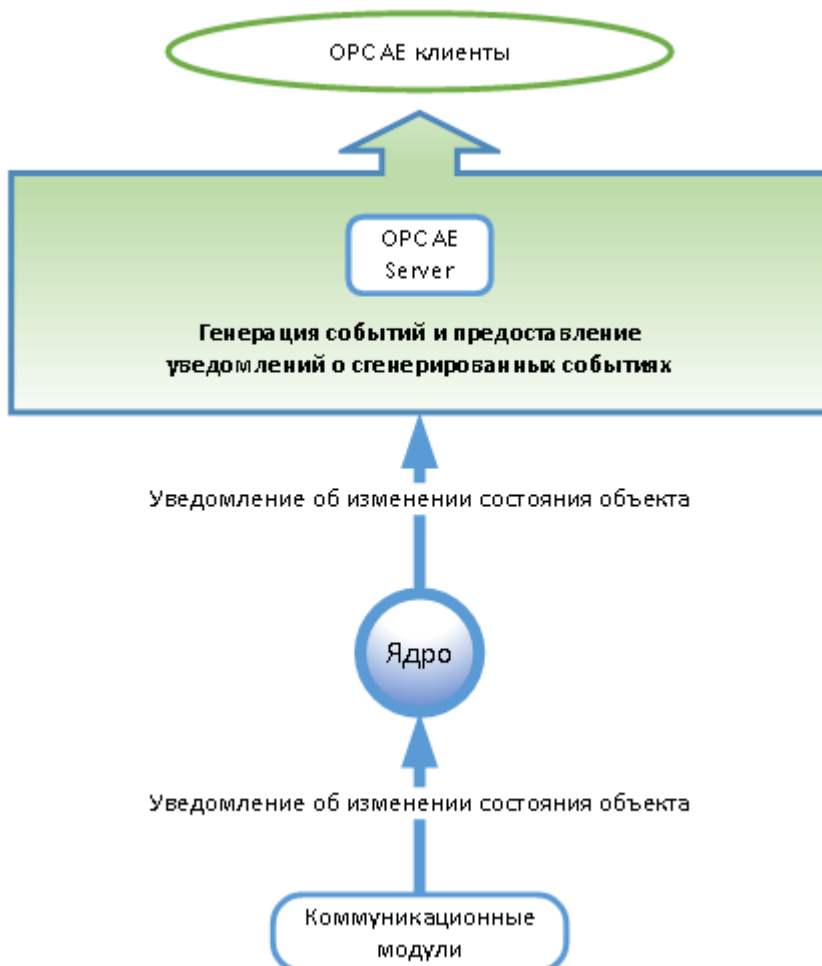 OPC AE клиенты
OPC AE
Server
Генерация событий и предоставление
уведомлений о сгенерированных событиях
Уведомление об изменении состояния объекта
Ядро
Уведомление об изменении состояния объекта
Коммуникационные
модули